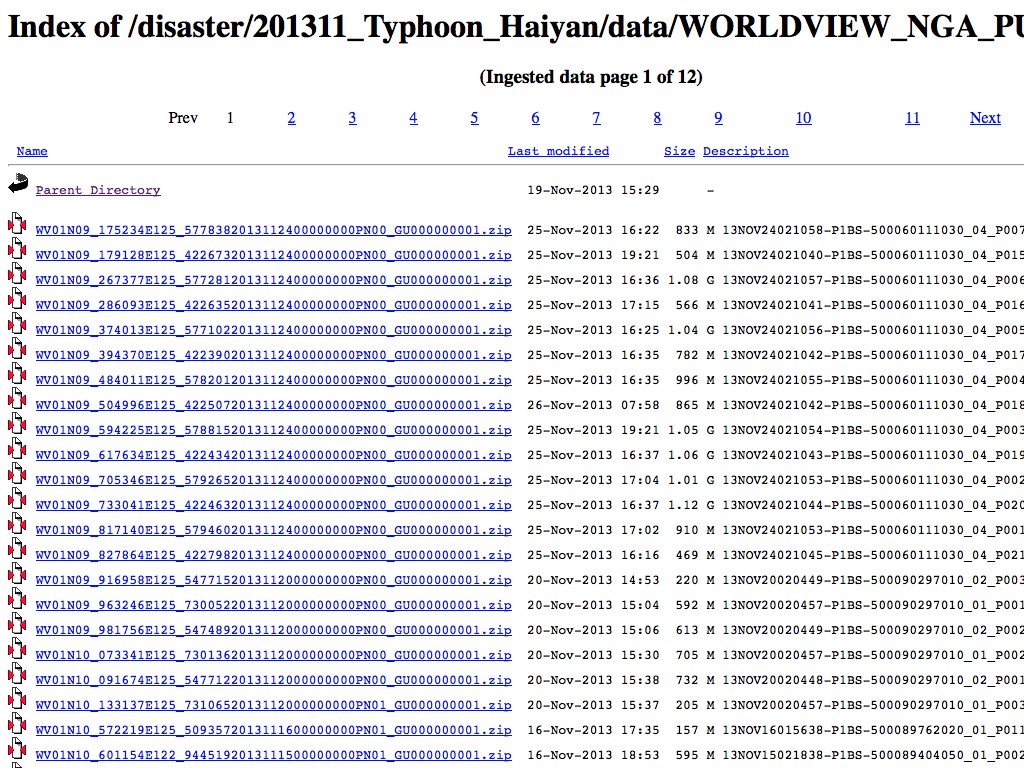 Index of /disaster/201311_Typhoon_Haiyan/data/WORLDVIEW_NGA_PU
(Ingested data page 1 of 12)
Prev 1 2 3 4 5 6 7 8 9 10 11 Next
Name Last modified Size Description
Parent Directory 19-Nov-2013 15:29 -
WV01N09_175234E125_5778382013112400000000PN00_GU000000001.zip 25-Nov-2013 16:22 833 M 13NOV24021058-P1BS-500060111030_04_P007
WV01N09_179128E125_4226732013112400000000PN00_GU000000001.zip 25-Nov-2013 19:21 504 M 13NOV24021040-P1BS-500060111030_04_P015
WV01N09_267377E125_5772812013112400000000PN00_GU000000001.zip 25-Nov-2013 16:36 1.08 G 13NOV24021057-P1BS-500060111030_04_P006
WV01N09_286093E125_4226352013112400000000PN00_GU000000001.zip 25-Nov-2013 17:15 566 M 13NOV24021041-P1BS-500060111030_04_P016
WV01N09_374013E125_5771022013112400000000PN00_GU000000001.zip 25-Nov-2013 16:25 1.04 G 13NOV24021056-P1BS-500060111030_04_P005
WV01N09_394370E125_4223902013112400000000PN00_GU000000001.zip 25-Nov-2013 16:35 782 M 13NOV24021042-P1BS-500060111030_04_P017
WV01N09_484011E125_5782012013112400000000PN00_GU000000001.zip 25-Nov-2013 16:35 996 M 13NOV24021055-P1BS-500060111030_04_P004
WV01N09_504996E125_4225072013112400000000PN00_GU000000001.zip 26-Nov-2013 07:58 865 M 13NOV24021042-P1BS-500060111030_04_P018
WV01N09_594225E125_5788152013112400000000PN00_GU000000001.zip 25-Nov-2013 19:21 1.05 G 13NOV24021054-P1BS-500060111030_04_P003
WV01N09_617634E125_4224342013112400000000PN00_GU000000001.zip 25-Nov-2013 16:37 1.06 G 13NOV24021043-P1BS-500060111030_04_P019
WV01N09_705346E125_5792652013112400000000PN00_GU000000001.zip 25-Nov-2013 17:04 1.01 G 13NOV24021053-P1BS-500060111030_04_P002
WV01N09_733041E125_4224632013112400000000PN00_GU000000001.zip 25-Nov-2013 16:37 1.12 G 13NOV24021044-P1BS-500060111030_04_P020
WV01N09_817140E125_5794602013112400000000PN00_GU000000001.zip 25-Nov-2013 17:02 910 M 13NOV24021053-P1BS-500060111030_04_P001
WV01N09_827864E125_4227982013112400000000PN00_GU000000001.zip 25-Nov-2013 16:16 469 M 13NOV24021045-P1BS-500060111030_04_P021
WV01N09_916958E125_5477152013112000000000PN00_GU000000001.zip 20-Nov-2013 14:53 220 M 13NOV20020449-P1BS-500090297010_02_P003
WV01N09_963246E125_7300522013112000000000PN00_GU000000001.zip 20-Nov-2013 15:04 592 M 13NOV20020457-P1BS-500090297010_01_P001
WV01N09_981756E125_5474892013112000000000PN00_GU000000001.zip 20-Nov-2013 15:06 613 M 13NOV20020449-P1BS-500090297010_02_P002
WV01N10_073341E125_7301362013112000000000PN00_GU000000001.zip 20-Nov-2013 15:30 705 M 13NOV20020457-P1BS-500090297010_01_P002
WV01N10_091674E125_5477122013112000000000PN00_GU000000001.zip 20-Nov-2013 15:38 732 M 13NOV20020448-P1BS-500090297010_02_P001
WV01N10_133137E125_7310652013112000000000PN01_GU000000001.zip 20-Nov-2013 15:37 205 M 13NOV20020457-P1BS-500090297010_01_P003
WV01N10_572219E125_5093572013111600000000PN00_GU000000001.zip 16-Nov-2013 17:35 157 M 13NOV16015638-P1BS-500089762020_01_P011
WV01N10_601154E122_9445192013111500000000PN01_GU000000001.zip 16-Nov-2013 18:53 595 M 13NOV15021838-P1BS-500089404050_01_P002